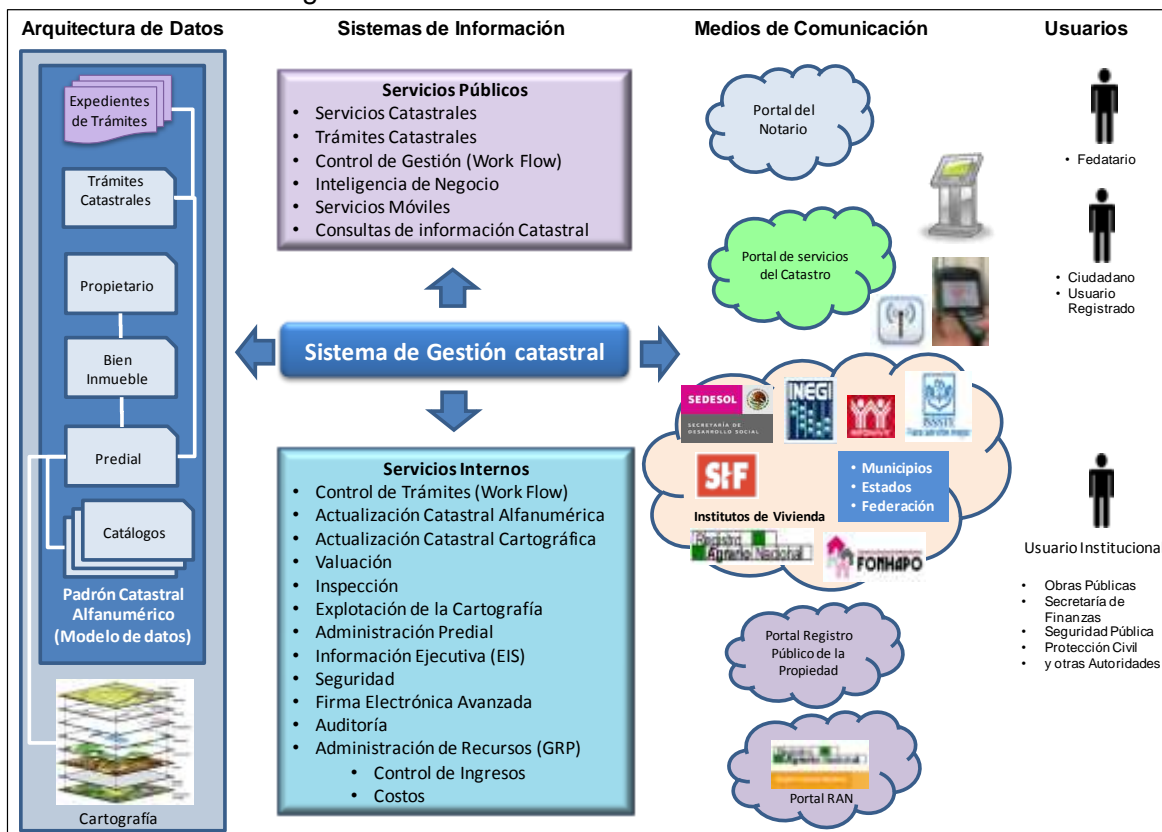 Arquitectura de Datos
Sistemas de Información
Medios de Comunicación
Usuarios
Expedientes
de Trámites
Trámites
Catastrales
Propietario
Bien
Inmueble
Predial
Catálogos
Padrón Catastral
Alfanumérico
(Modelo de datos)
Cartografía
Servicios Públicos
• Servicios Catastrales
• Trámites Catastrales
• Control de Gestión (Work Flow)
• Inteligencia de Negocio
• Servicios Móviles
• Consultas de información Catastral
Sistema de Gestión catastral
Servicios Internos
• Control de Trámites (Work Flow)
• Actualización Catastral Alfanumérica
• Actualización Catastral Cartográfica
• Valuación
• Inspección
• Explotación de la Cartografía
• Administración Predial
• Información Ejecutiva (EIS)
• Seguridad
• Firma Electrónica Avanzada
• Auditoría
• Administración de Recursos (GRP)
• Control de Ingresos
• Costos
Portal del
Notario
Portal de servicios
del Catastro
SEDESOL
SECRETARÍA DE
DESARROLLO SOCIAL
INEGI
ISSSTE
SHF
• Municipios
• Estados
• Federación
Institutos de Vivienda
Registro
Agrario Nacional
FONHAPO
Portal Registro
Público de la
Propiedad
Registro
Agrario Nacional
Portal RAN
• Fedatario
• Ciudadano
• Usuario
Registrado
Usuario Instituciona
• Obras Públicas
• Secretaría de
Finanzas
• Seguridad Pública
• Protección Civil
• y otras Autoridades